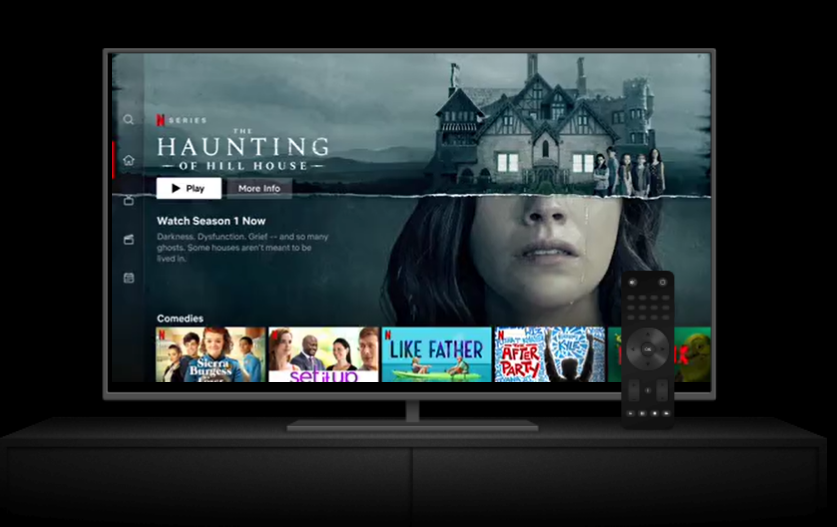 N SERIES
THE
HAUNTING
OF HILL HOUSE
Play
More Info
Watch Season 1 Now
Darkness. Dysfunction. Grief -- and so many
ghosts. Some houses aren't meant to be
lived in.
Comedies
N
Sierra
Burgess
N
set it up
N
LIKE FATHER
N
THE
AFTER
PARTY
KYLE